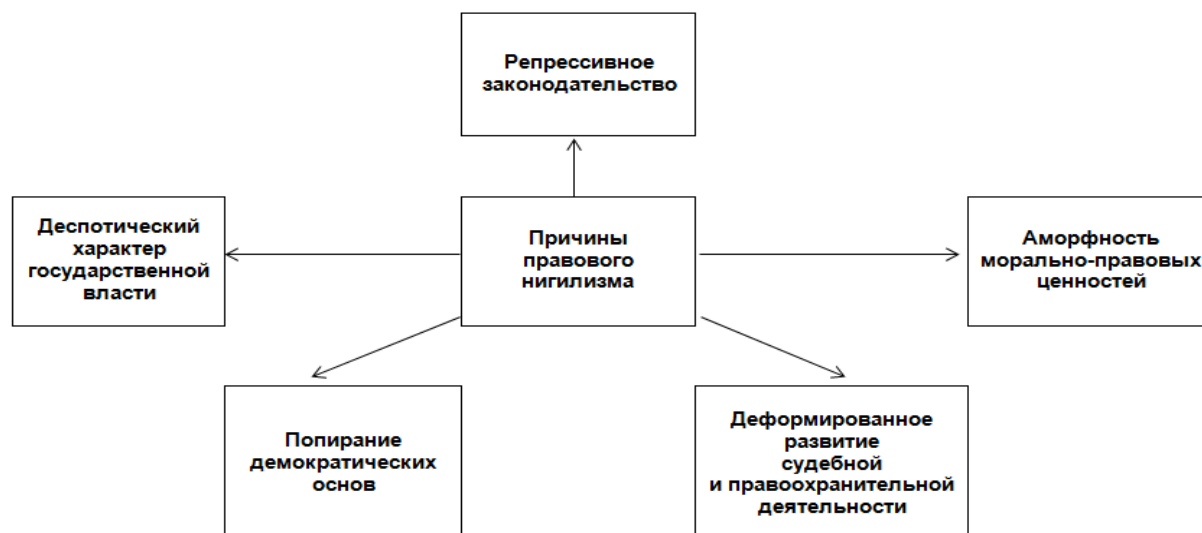 Репрессивное
законодательство
Деспотический
характер
государственной
власти
Причины
правового
нигилизма
Аморфность
морально-правовых
ценностей
Попирание
демократических
основ
Деформированное
развитие
судебной
и правоохранительной
деятельности